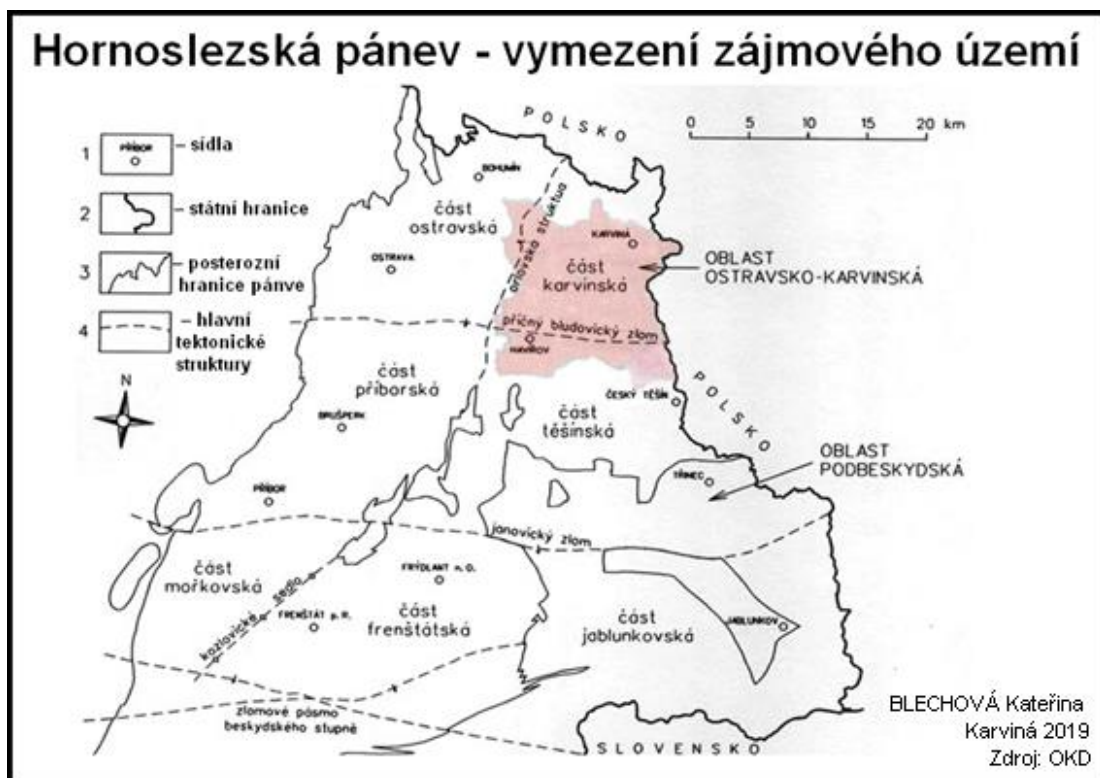 Hornoslezská pánev - vymezení zájmového území
1
PŘÍBOR
– sídla
2
– státní hranice
3
– posterozní
hranice pánve
4
– hlavní
tektonické
struktury
N
POLSKO
0 5 10 15 20 km
BOHUMÍN
část
ostravská
OSTRAVA
orlovská struktua
KARVINÁ
část
karvinská
OBLAST
OSTRAVSKO-KARVINSKÁ
příčný bludovický zlom
HAVÍŘOV
část
příborská
BRUŠPERK
ČESKÝ TĚŠÍN
část
těšínská
POLSKO
OBLAST
PODBESKYDSKÁ
TŘINEC
PŘÍBOR
janovický zlom
část
mořkovská
FRÝDLANT n. O.
kozlovické sedlo
FRENŠTÁT p. R.
část
frenštátská
část
jablunkovská
JABLUNKOV
zlomové pásmo
beskydského stupně
SLOVENSKO
BLECHOVÁ Kateřina
Karviná 2019
Zdroj: OKD